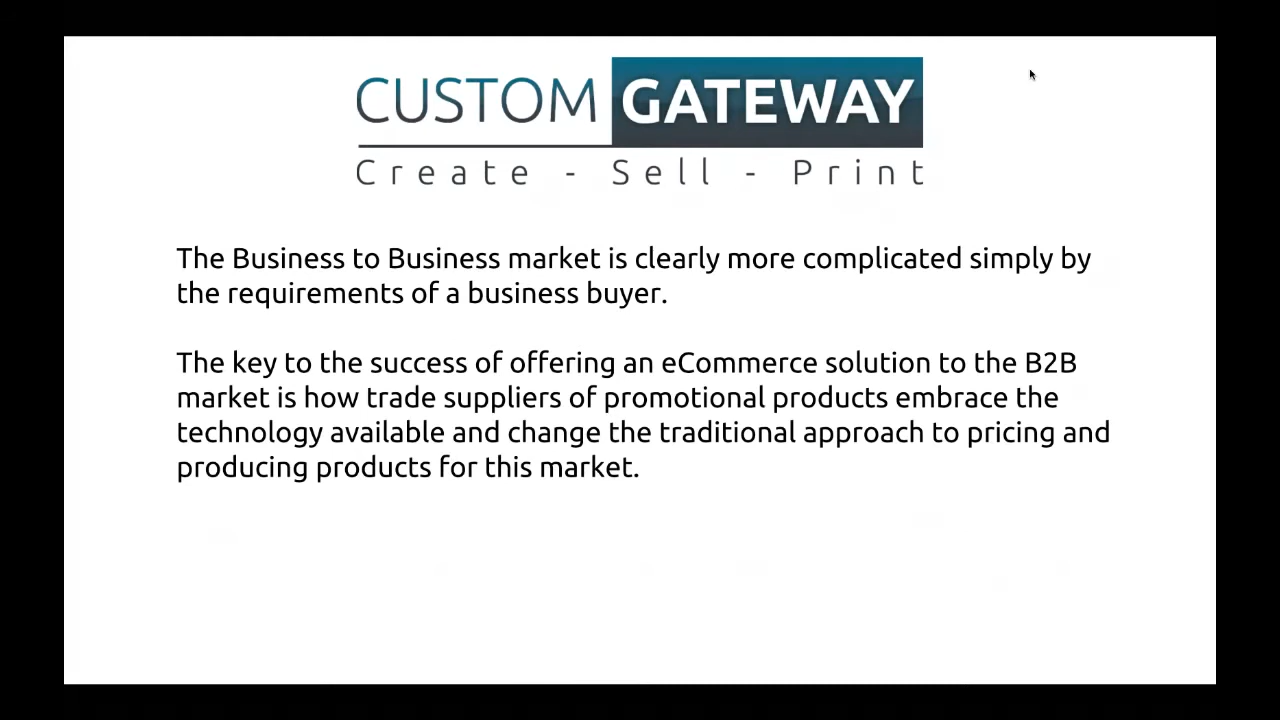 CUSTOM GATEWAY
Create - Sell - Print
The Business to Business market is clearly more complicated simply by
the requirements of a business buyer.
The key to the success of offering an eCommerce solution to the B2B
market is how trade suppliers of promotional products embrace the
technology available and change the traditional approach to pricing and
producing products for this market.